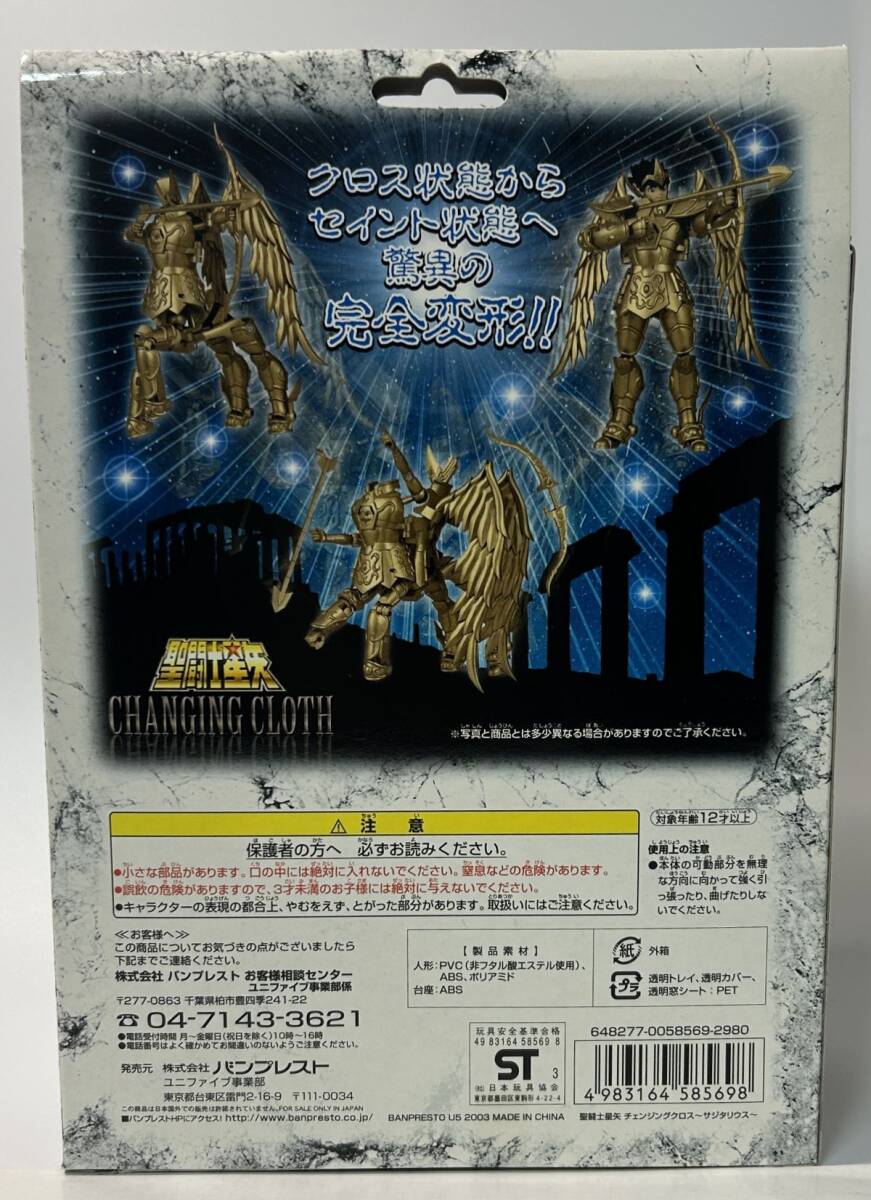 クロス状態から
セイント状態へ
驚異の
完全変形!!
聖闘士星矢
CHANGING CLOTH
※写真と商品とは多少異なる場合がありますのでご了承ください。
⚠ 注意
保護者の方へ 必ずお読みください。
●小さな部品があります。口の中には絶対に入れないでください。窒息などの危険があります。
●誤飲の危険がありますので、3才未満のお子様には絶対に与えないでください。
●キャラクターの表現の都合上、やむをえず、とがった部分があります。取扱いにはご注意ください。
対象年齢12才以上
使用上の注意
●本体の可動部分を無理
な方向に向かって強く引
っ張ったり、曲げたりしな
いでください。
≪お客様へ≫
この商品についてお気づきの点がございましたら
下記までご連絡ください。
株式会社 バンプレスト お客様相談センター
ユニファイブ事業部係
〒277-0863 千葉県柏市豊四季241-22
☎ 04-7143-3621
●電話受付時間 月~金曜日(祝日を除く)10時~16時
●電話番号はよく確かめてお間違いのないようご注意ください。
発売元 株式会社 バンプレスト
ユニファイブ事業部
東京都台東区雷門2-16-9 〒111-0034
この商品は日本国外での販売は許諾されていません。FOR SALE ONLY IN JAPAN
■バンプレストHPにアクセス! http://www.banpresto.co.jp/
【製品素材】
人形:PVC(非フタル酸エステル使用)、
ABS、ポリアミド
台座:ABS
紙 外箱
プラ 透明トレイ、透明カバー、
透明窓シート:PET
玩具安全基準合格
49 83164 58569 8
ST 3
(社)日本玩具協会
東京都墨田区東駒形4-22-4
648277-0058569-2980
4 983164 585698
BANPRESTO U5 2003 MADE IN CHINA
聖闘士星矢 チェンジングクロス~サジタリウス~